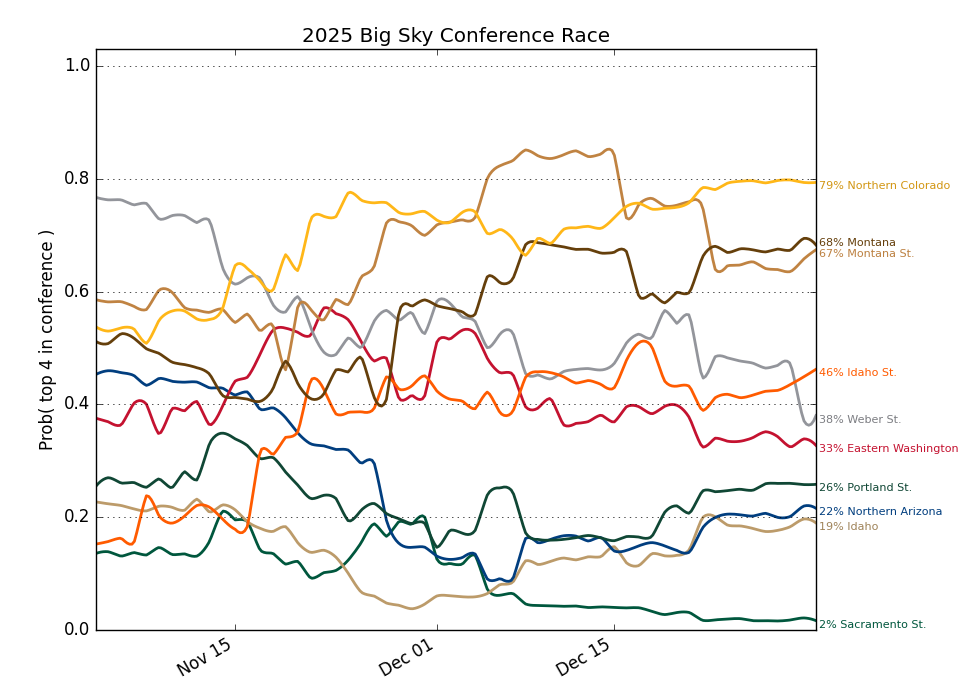 2025 Big Sky Conference Race
Prob( top 4 in conference )
1.0
0.8
0.6
0.4
0.2
0.0
Nov 15
Dec 01
Dec 15
79% Northern Colorado
68% Montana
67% Montana St.
46% Idaho St.
38% Weber St.
33% Eastern Washington
26% Portland St.
22% Northern Arizona
19% Idaho
2% Sacramento St.